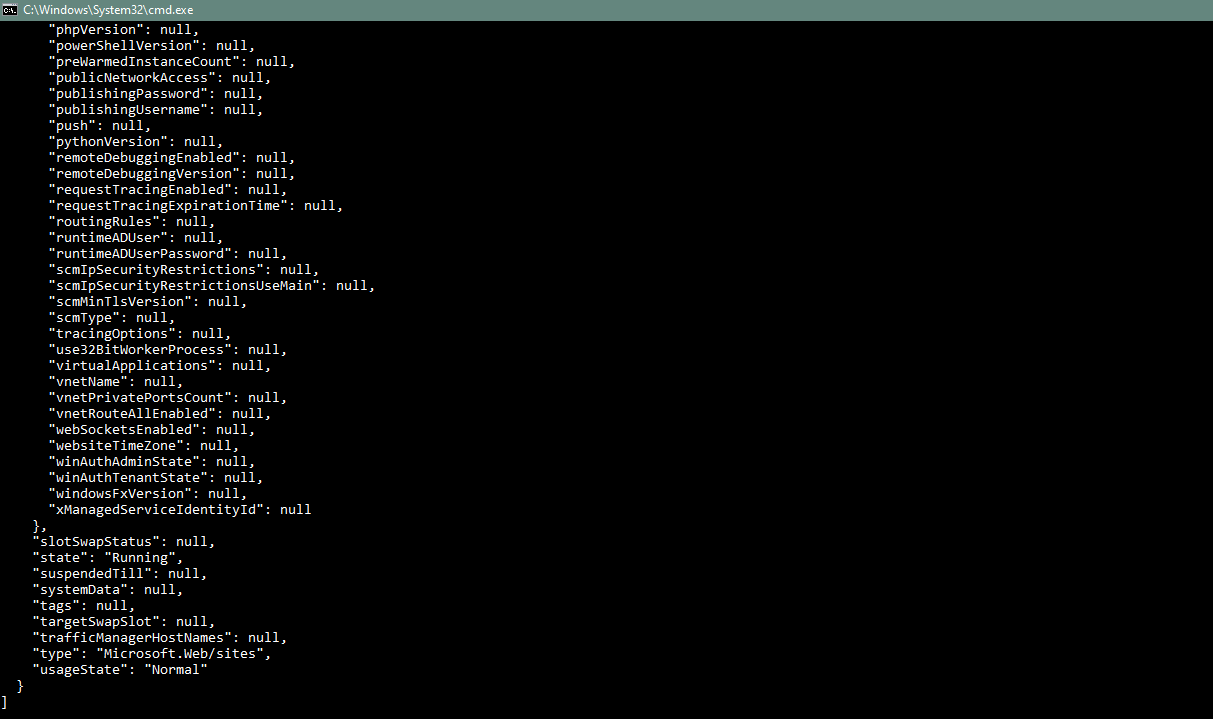 C:\Windows\System32\cmd.exe
"phpVersion": null,
"powerShellVersion": null,
"preWarmedInstanceCount": null,
"publicNetworkAccess": null,
"publishingPassword": null,
"publishingUsername": null,
"push": null,
"pythonVersion": null,
"remoteDebuggingEnabled": null,
"remoteDebuggingVersion": null,
"requestTracingEnabled": null,
"requestTracingExpirationTime": null,
"routingRules": null,
"runtimeADUser": null,
"runtimeADUserPassword": null,
"scmIpSecurityRestrictions": null,
"scmIpSecurityRestrictionsUseMain": null,
"scmMinTlsVersion": null,
"scmType": null,
"tracingOptions": null,
"use32BitWorkerProcess": null,
"virtualApplications": null,
"vnetName": null,
"vnetPrivatePortsCount": null,
"vnetRouteAllEnabled": null,
"webSocketsEnabled": null,
"websiteTimeZone": null,
"winAuthAdminState": null,
"winAuthTenantState": null,
"windowsFxVersion": null,
"xManagedServiceIdentityId": null
},
"slotSwapStatus": null,
"state": "Running",
"suspendedTill": null,
"systemData": null,
"tags": null,
"targetSwapSlot": null,
"trafficManagerHostNames": null,
"type": "Microsoft.Web/sites",
"usageState": "Normal"
}
]